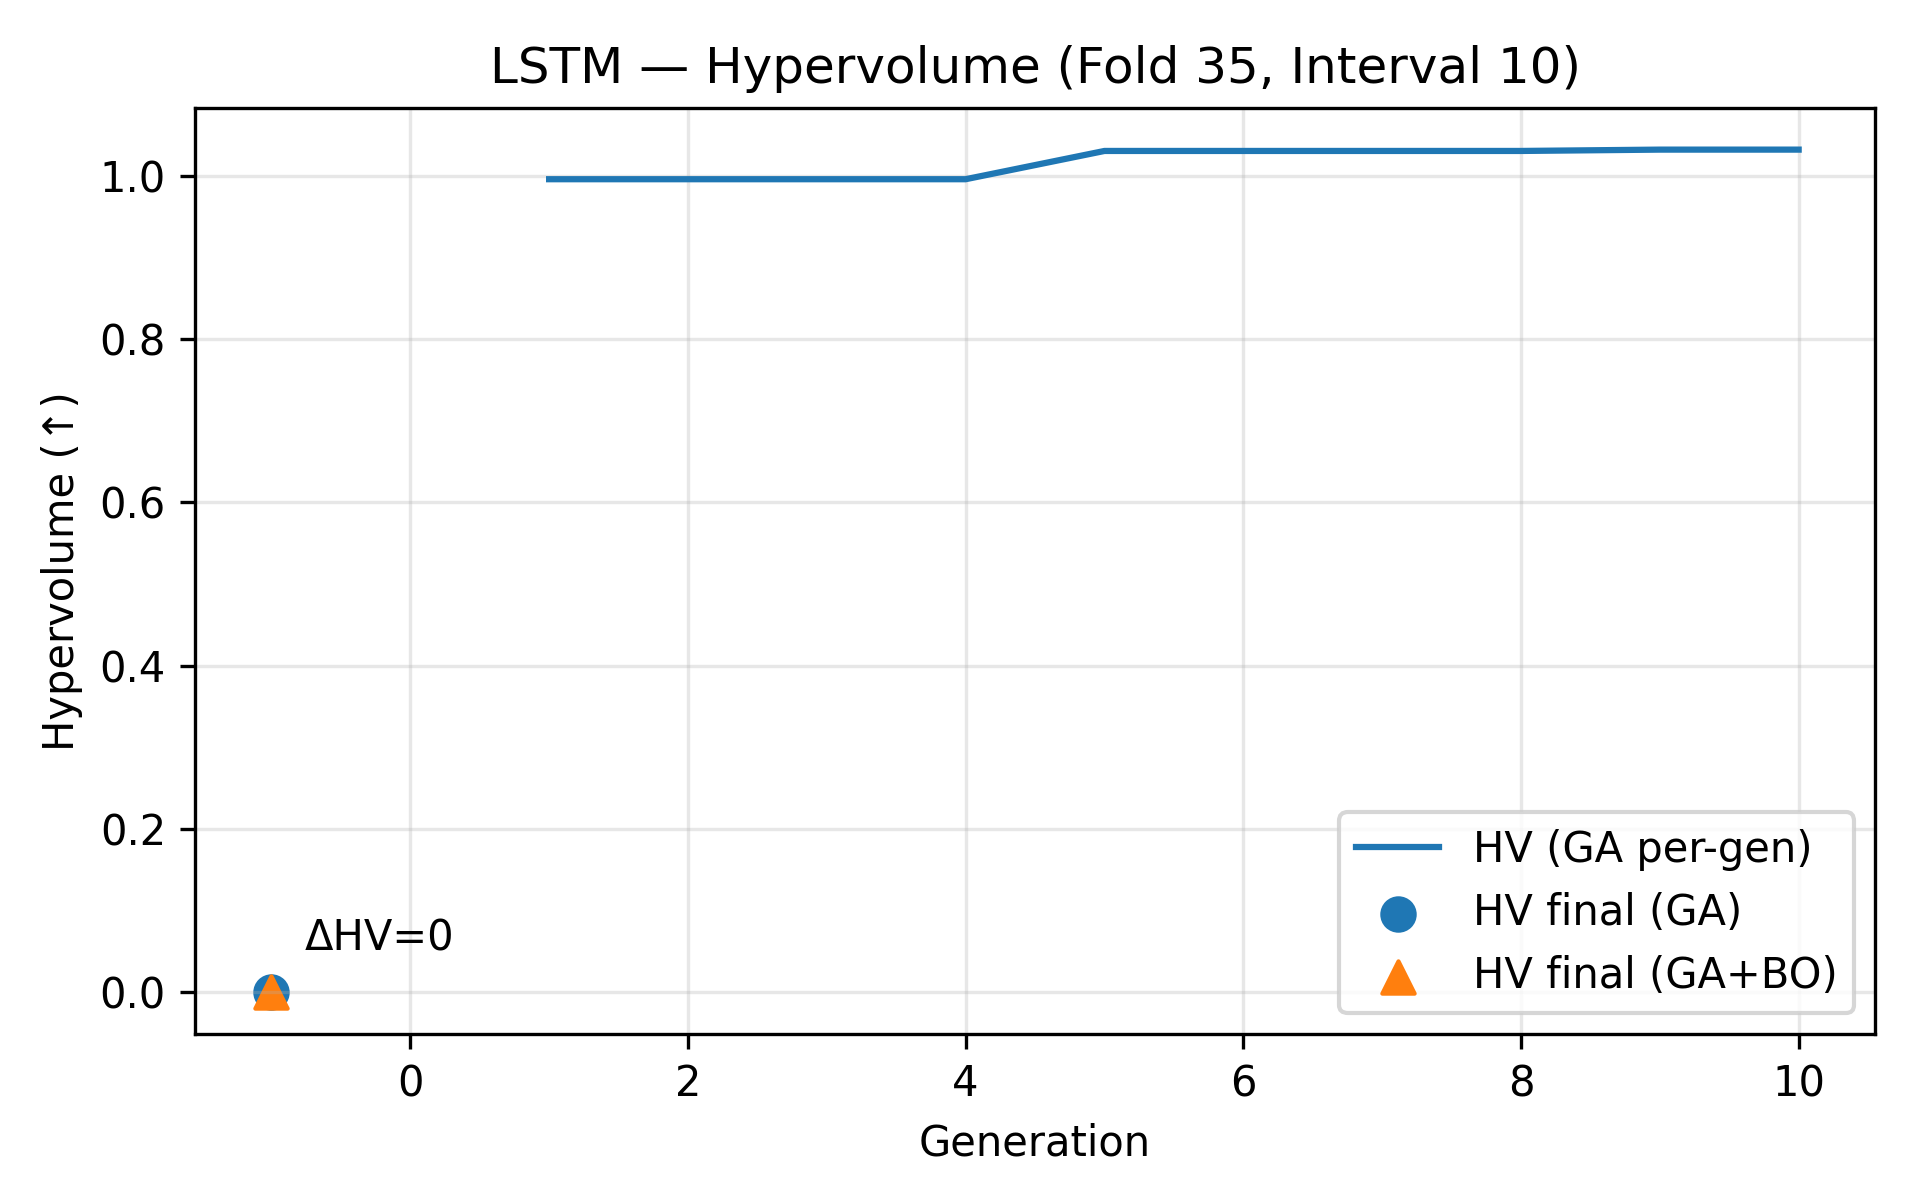 LSTM — Hypervolume (Fold 35, Interval 10)
Hypervolume (↑)
1.0
0.8
0.6
0.4
0.2
0.0
ΔHV=0
HV (GA per-gen)
HV final (GA)
HV final (GA+BO)
0 2 4 6 8 10
Generation